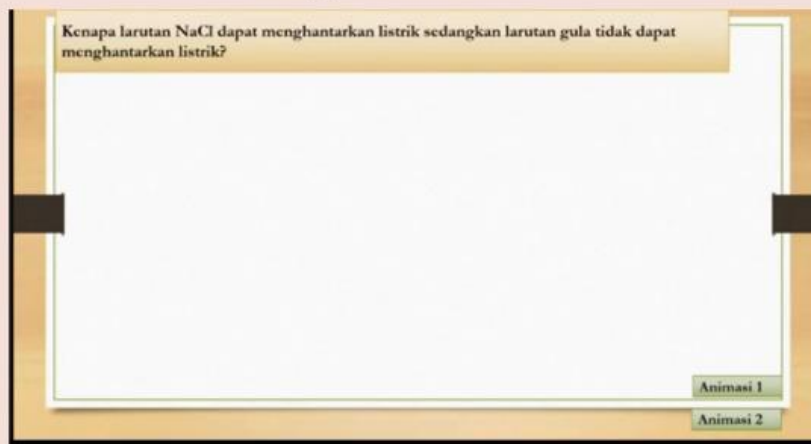 Kenapa larutan NaCl dapat menghantarkan listrik sedangkan larutan gula tidak dapat
menghantarkan listrik?
Animasi 1
Animasi 2